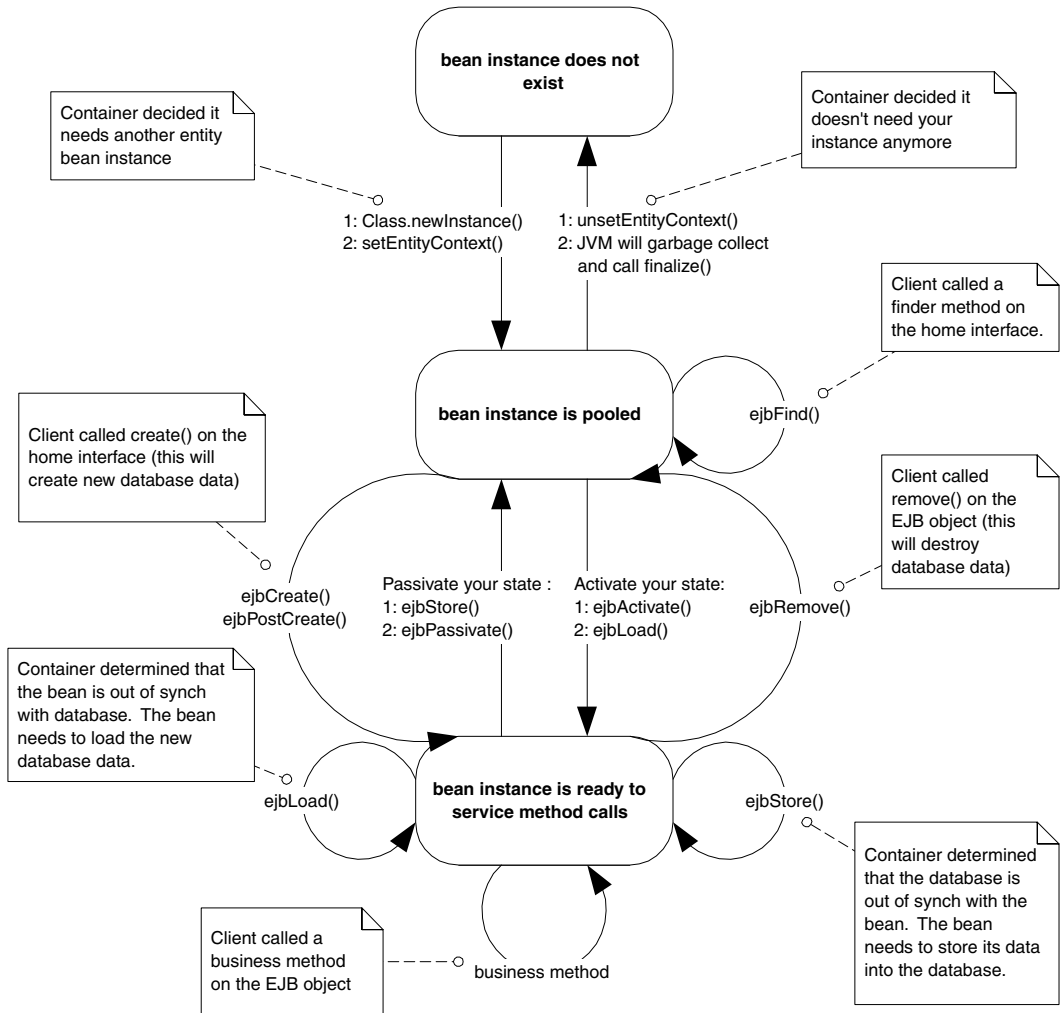 bean instance does not
exist
Container decided it
needs another entity
bean instance
Container decided it
doesn't need your
instance anymore
1: Class.newInstance()
2: setEntityContext()
1: unsetEntityContext()
2: JVM will garbage collect
and call finalize()
Client called a
finder method on
the home interface.
bean instance is pooled
ejbFind()
Client called create() on the
home interface (this will
create new database data)
Client called
remove() on the
EJB object (this
will destroy
database data)
ejbCreate()
ejbPostCreate()
Passivate your state :
1: ejbStore()
2: ejbPassivate()
Activate your state:
1: ejbActivate()
2: ejbLoad()
ejbRemove()
Container determined that
the bean is out of synch
with database.  The bean
needs to load the new
database data.
ejbLoad()
bean instance is ready to
service method calls
ejbStore()
Container determined
that the database is
out of synch with the
bean.  The bean
needs to store its data
into the database.
Client called a
business method
on the EJB object
business method